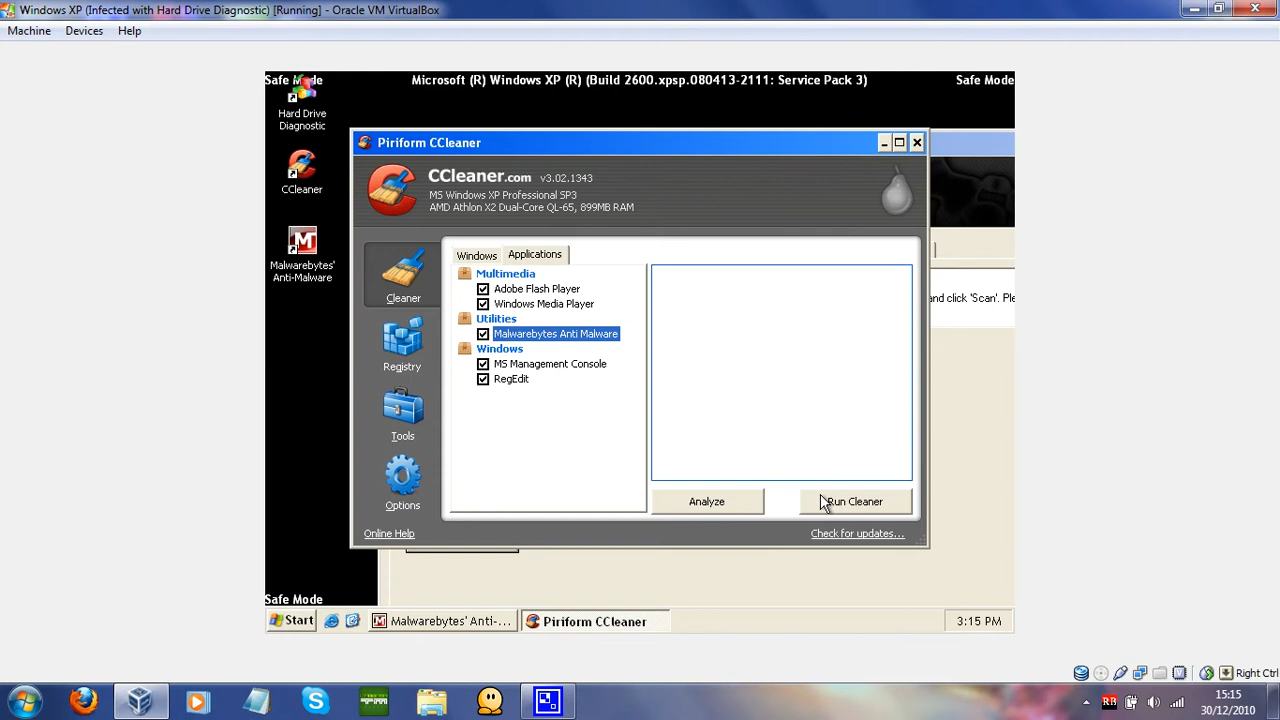 Windows XP (Infected with Hard Drive Diagnostic) [Running] - Oracle VM VirtualBox
Machine Devices Help
Safe Mode
Microsoft (R) Windows XP (R) (Build 2600.xpsp.080413-2111: Service Pack 3)
Safe Mode
Hard Drive
Diagnostic
CCleaner
Malwarebytes'
Anti-Malware
Piriform CCleaner
CCleaner.com v3.02.1343
MS Windows XP Professional SP3
AMD Athlon X2 Dual-Core QL-65, 899MB RAM
Cleaner
Registry
Tools
Options
Windows Applications
Multimedia
Adobe Flash Player
Windows Media Player
Utilities
Malwarebytes Anti Malware
Windows
MS Management Console
RegEdit
Analyze
Run Cleaner
Online Help
Check for updates...
and click 'Scan'. Ple
Safe Mode
Start
Malwarebytes' Anti-...
Piriform CCleaner
3:15 PM
Right Ctrl
RB
15:15
30/12/2010